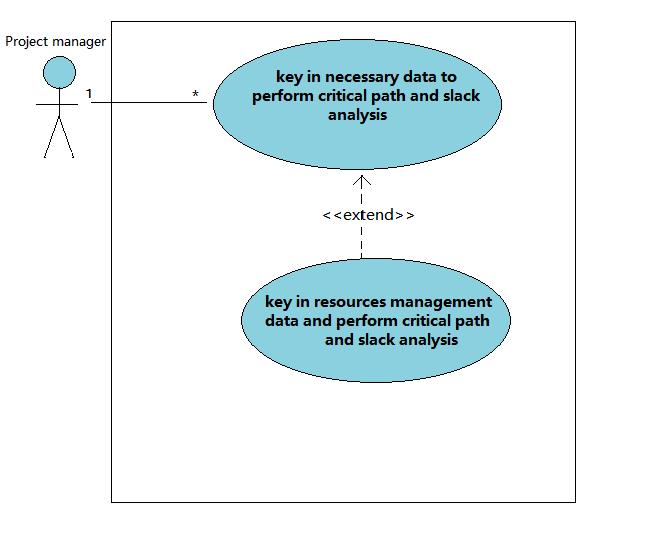 Project manager
1
*
key in necessary data to
perform critical path and slack
analysis
<<extend>>
key in resources management
data and perform critical path
and slack analysis